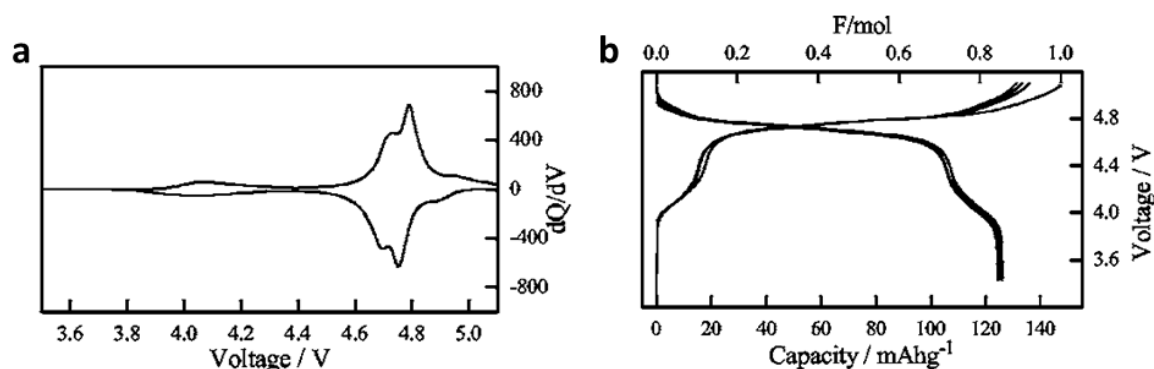 a
800
400
0
-400
-800
dQ/dV
3.6 3.8 4.0 4.2 4.4 4.6 4.8 5.0
Voltage / V
b
F/mol
0.0 0.2 0.4 0.6 0.8 1.0
4.8
4.4
4.0
3.6
Voltage / V
0 20 40 60 80 100 120 140
Capacity / mAhg⁻¹